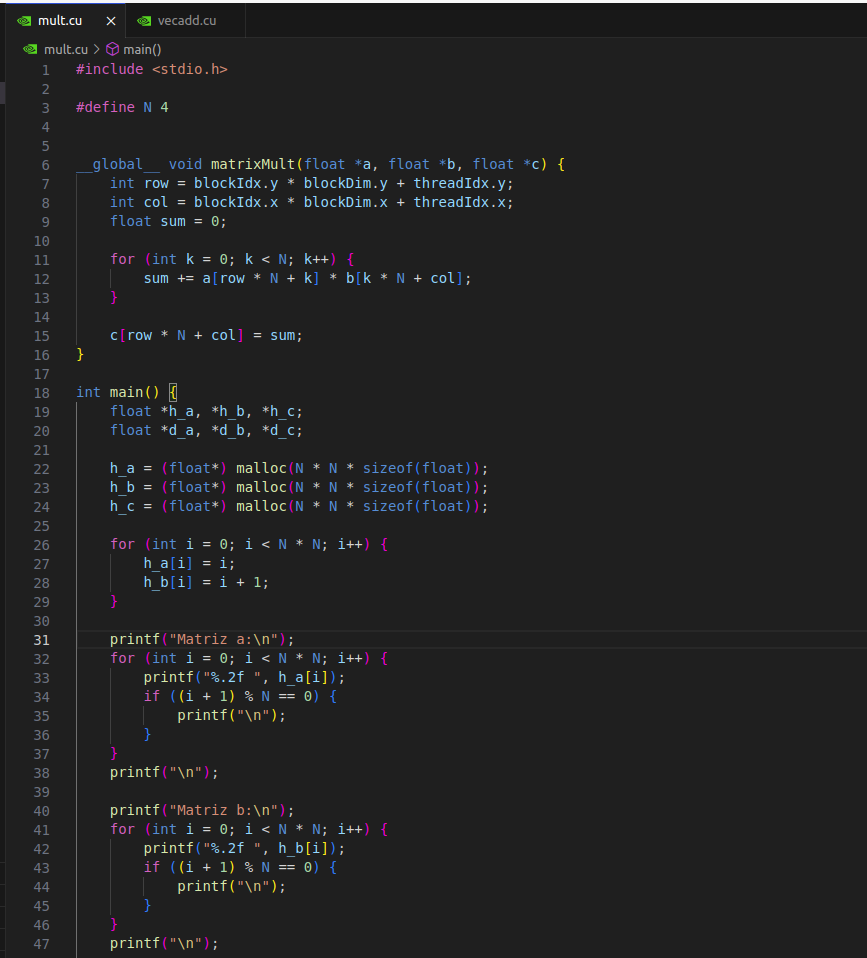 mult.cu × vecadd.cu
mult.cu > main()
1 #include <stdio.h>
2
3 #define N 4
4
5
6 __global__ void matrixMult(float *a, float *b, float *c) {
7 int row = blockIdx.y * blockDim.y + threadIdx.y;
8 int col = blockIdx.x * blockDim.x + threadIdx.x;
9 float sum = 0;
10
11 for (int k = 0; k < N; k++) {
12 sum += a[row * N + k] * b[k * N + col];
13 }
14
15 c[row * N + col] = sum;
16 }
17
18 int main() {
19 float *h_a, *h_b, *h_c;
20 float *d_a, *d_b, *d_c;
21
22 h_a = (float*) malloc(N * N * sizeof(float));
23 h_b = (float*) malloc(N * N * sizeof(float));
24 h_c = (float*) malloc(N * N * sizeof(float));
25
26 for (int i = 0; i < N * N; i++) {
27 h_a[i] = i;
28 h_b[i] = i + 1;
29 }
30
31 printf("Matriz a:\n");
32 for (int i = 0; i < N * N; i++) {
33 printf("%.2f ", h_a[i]);
34 if ((i + 1) % N == 0) {
35 printf("\n");
36 }
37 }
38 printf("\n");
39
40 printf("Matriz b:\n");
41 for (int i = 0; i < N * N; i++) {
42 printf("%.2f ", h_b[i]);
43 if ((i + 1) % N == 0) {
44 printf("\n");
45 }
46 }
47 printf("\n");